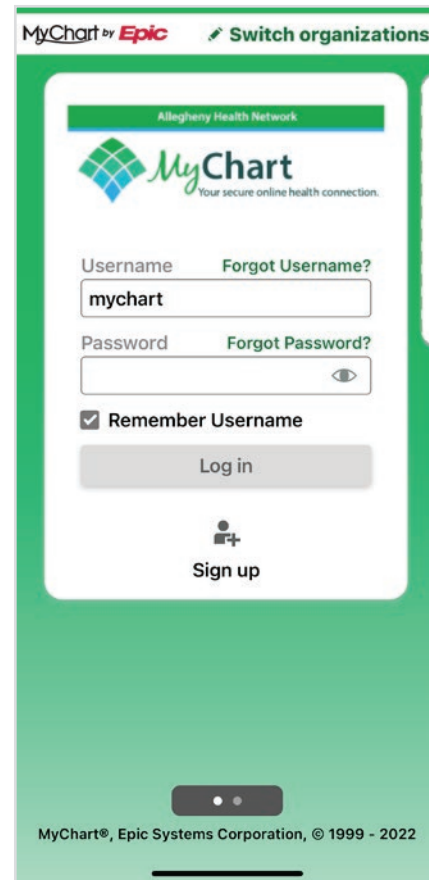 MyChart by Epic Switch organizations
Allegheny Health Network
MyChart
Your secure online health connection.
Username Forgot Username?
mychart
Password Forgot Password?
Remember Username
Log in
Sign up
MyChart®, Epic Systems Corporation, © 1999 - 2022